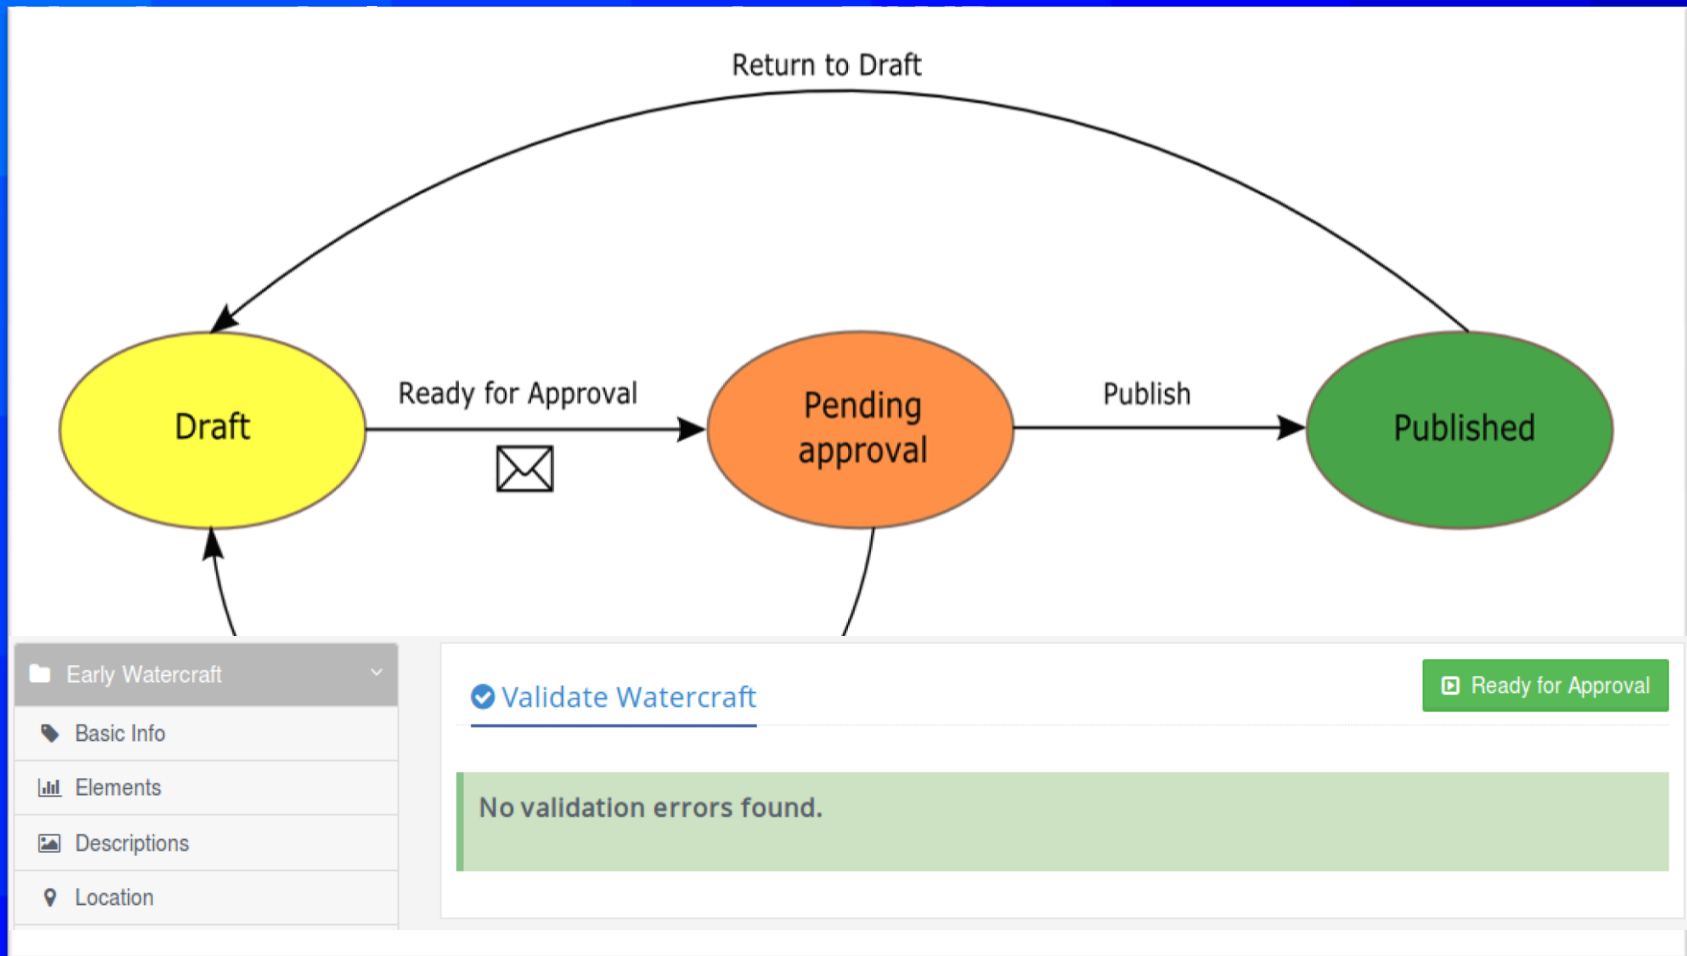 Return to Draft
Ready for Approval
Publish
Draft
Pending
approval
Published
Early Watercraft
Basic Info
Elements
Descriptions
Location
Validate Watercraft
Ready for Approval
No validation errors found.